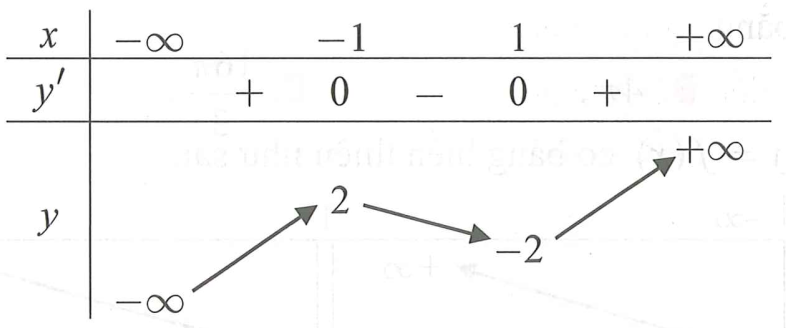 x −∞ −1 1 +∞
y′ + 0 − 0 +
+∞
2
y
−2
−∞